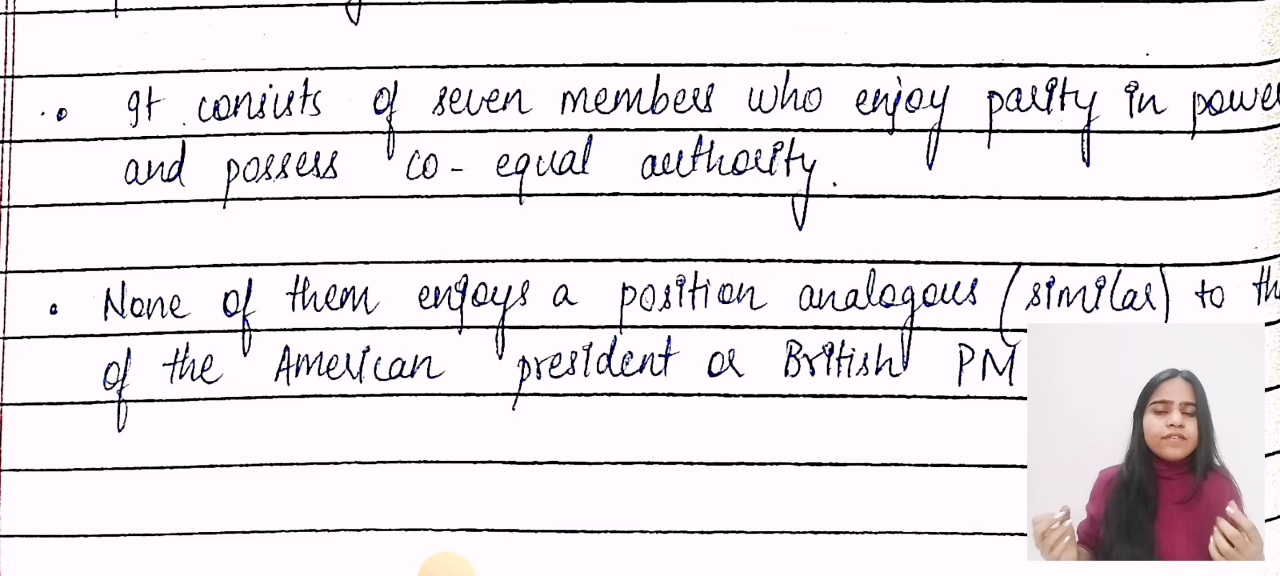 It consists of seven members who enjoy parity in powe
and possess co-equal authority.
None of them enjoys a position analogous (similar) to th
of the American president or British PM